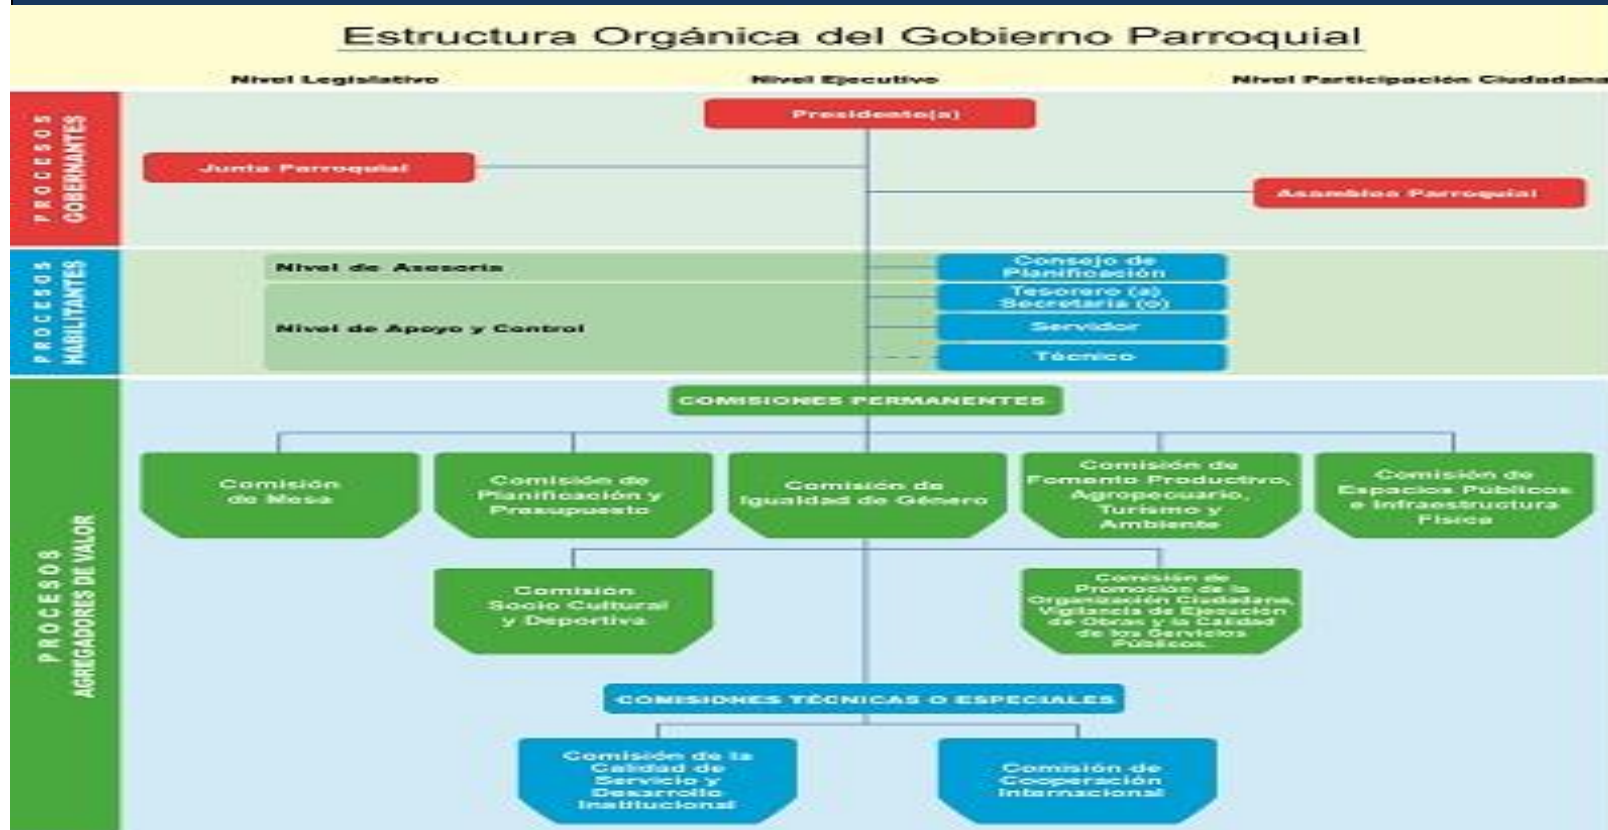 Estructura Orgánica del Gobierno Parroquial
Nivel Legislativo
Nivel Ejecutivo
Nivel Participación Ciudadana
PROCESOS
GOBERNANTES
Presidente(a)
Junta Parroquial
Asamblea Parroquial
PROCESOS
HABILITANTES
Nivel de Asesoría
Consejo de
Planificación
Nivel de Apoyo y Control
Tesorero (a)
Secretaria (o)
Servidor
Técnico
PROCESOS
AGREGADORES DE VALOR
COMISIONES PERMANENTES
Comisión
de Mesa
Comisión de
Planificación y
Presupuesto
Comisión de
Igualdad de Género
Comisión de
Fomento Productivo,
Agropecuario,
Turismo y
Ambiente
Comisión de
Espacios Públicos
e Infraestructura
Física
Comisión
Socio Cultural
y Deportiva
Comisión de
Promoción de la
Organización Ciudadana,
Vigilancia de Ejecución
de Obras y la Calidad
de los Servicios
Públicos.
COMISIONES TÉCNICAS O ESPECIALES
Comisión de la
Calidad de
Servicio y
Desarrollo
Institucional
Comisión de
Cooperación
Internacional